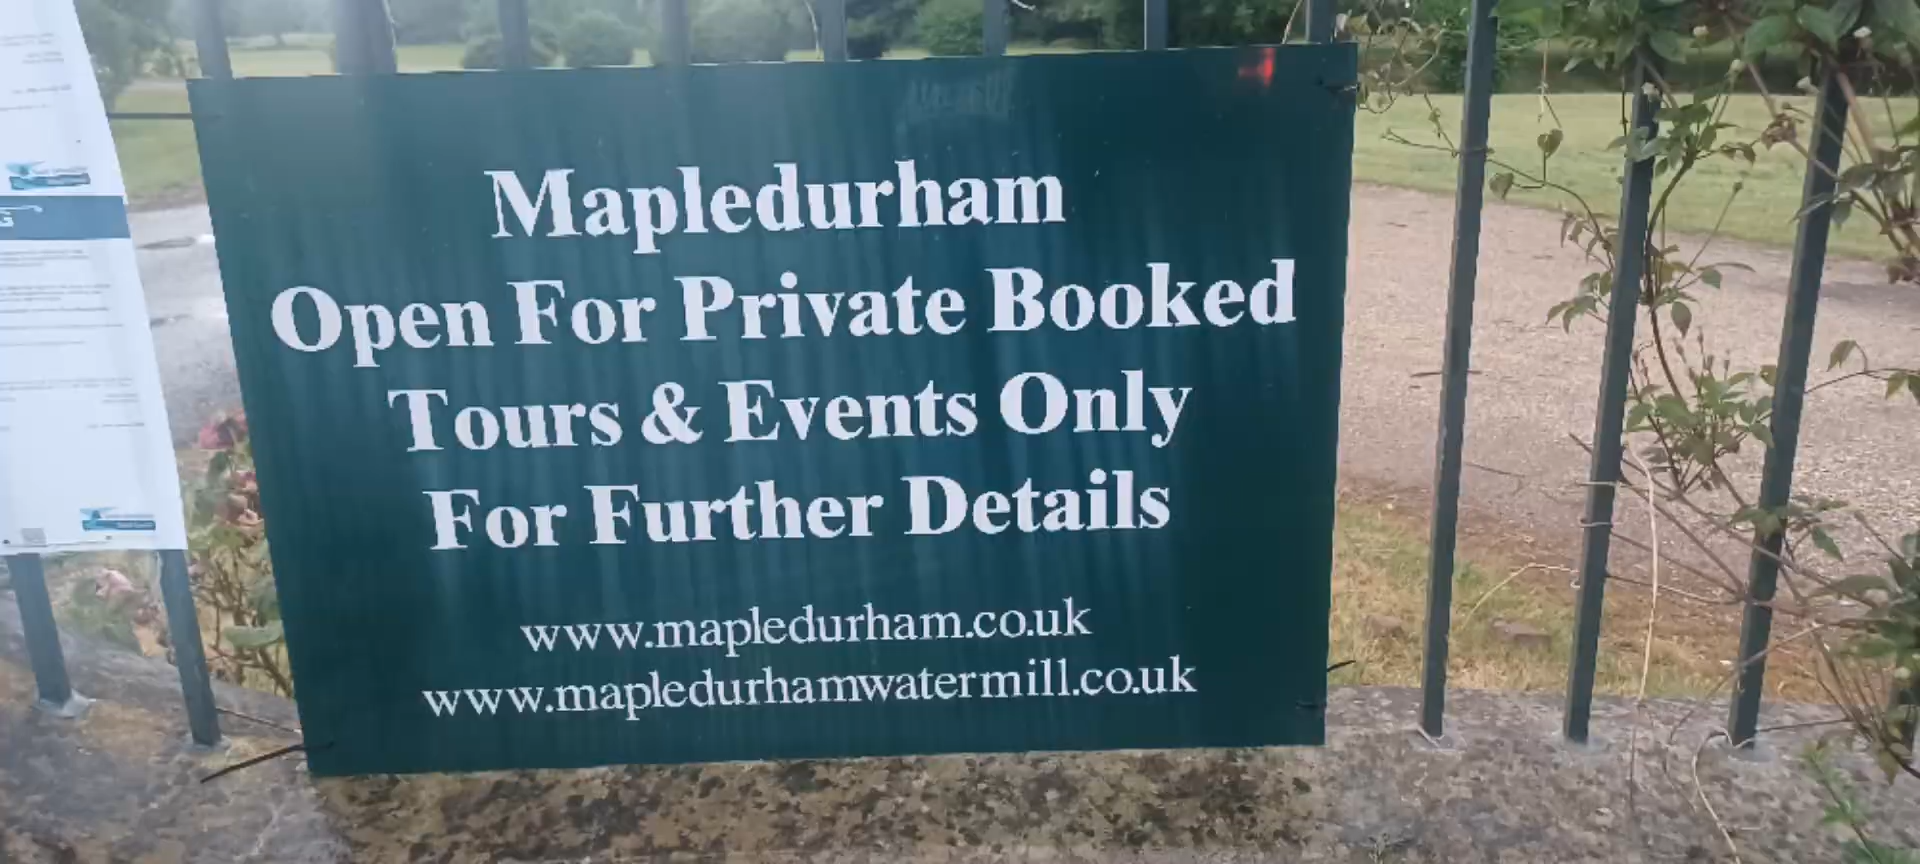 Mapledurham
Open For Private Booked
Tours & Events Only
For Further Details
www.mapledurham.co.uk
www.mapledurhamwatermill.co.uk